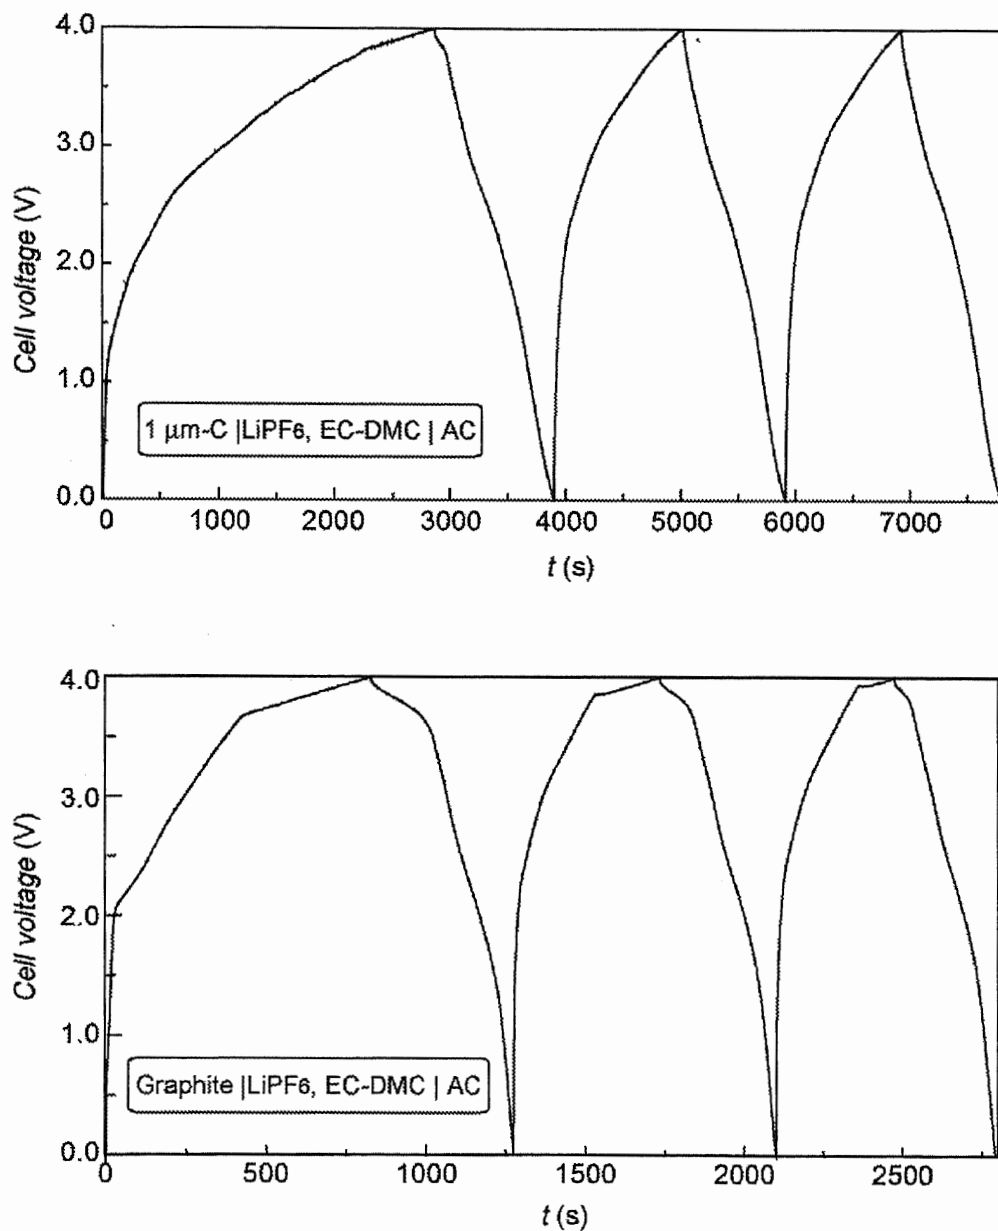 4.0
3.0
2.0
1.0
0.0
Cell voltage (V)
1 μm-C |LiPF6, EC-DMC | AC
0 1000 2000 3000 4000 5000 6000 7000
t (s)
4.0
3.0
2.0
1.0
0.0
Cell voltage (V)
Graphite |LiPF6, EC-DMC | AC
0 500 1000 1500 2000 2500
t (s)